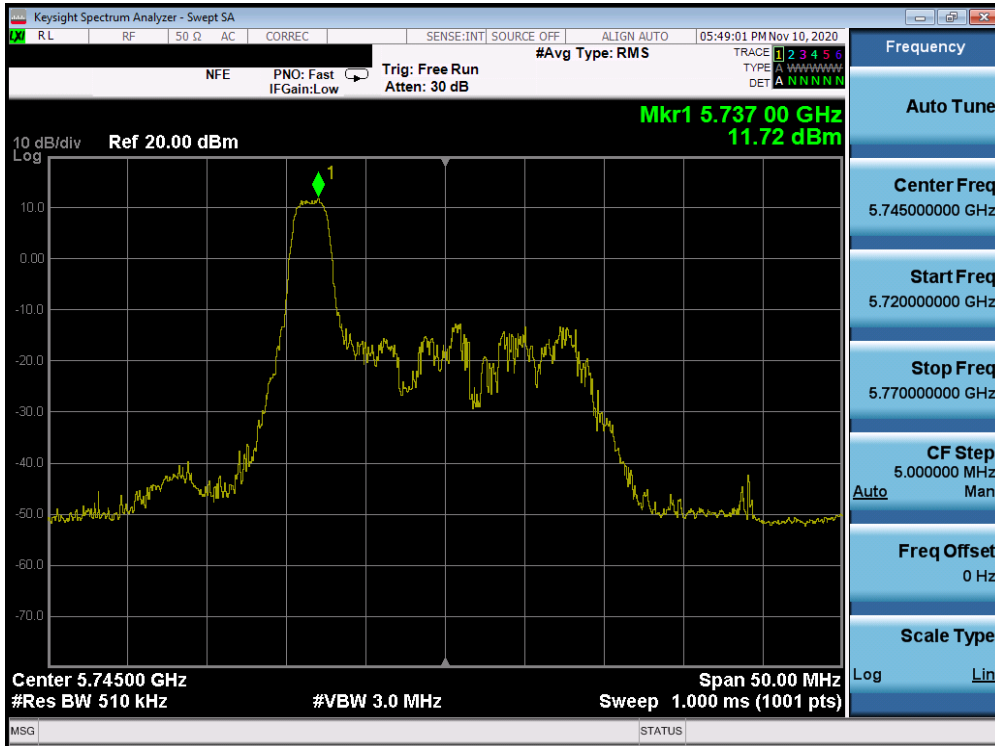 Keysight Spectrum Analyzer - Swept SA
LXI RL RF 50 Ω AC CORREC SENSE:INT SOURCE OFF ALIGN AUTO 05:49:01 PM Nov 10, 2020
#Avg Type: RMS TRACE 1 2 3 4 5 6
NFE PNO: Fast Trig: Free Run TYPE A WWWWW
IFGain:Low Atten: 30 dB DET A N N N N N
Mkr1 5.737 00 GHz
11.72 dBm
10 dB/div Ref 20.00 dBm
Log
1
10.0
0.00
-10.0
-20.0
-30.0
-40.0
-50.0
-60.0
-70.0
Center 5.74500 GHz Span 50.00 MHz
#Res BW 510 kHz #VBW 3.0 MHz Sweep 1.000 ms (1001 pts)
MSG STATUS
Frequency
Auto Tune
Center Freq
5.745000000 GHz
Start Freq
5.720000000 GHz
Stop Freq
5.770000000 GHz
CF Step
5.000000 MHz
Auto Man
Freq Offset
0 Hz
Scale Type
Log Lin